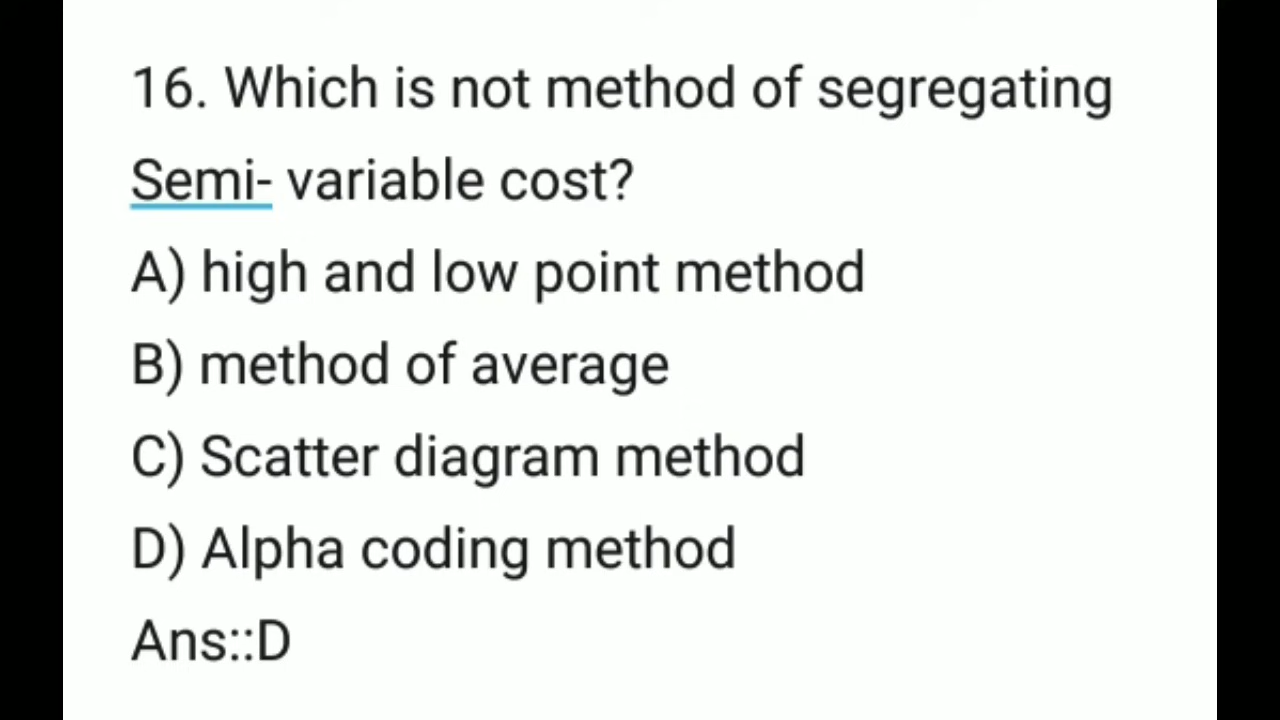 16. Which is not method of segregating
Semi- variable cost?
A) high and low point method
B) method of average
C) Scatter diagram method
D) Alpha coding method
Ans::D